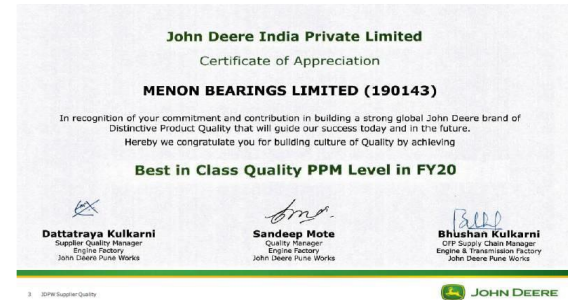 John Deere India Private Limited
Certificate of Appreciation
MENON BEARINGS LIMITED (190143)
In recognition of your commitment and contribution in building a strong global John Deere brand of
Distinctive Product Quality that will guide our success today and in the future.
Hereby we congratulate you for building culture of Quality by achieving
Best in Class Quality PPM Level in FY20
Dattatraya Kulkarni
Supplier Quality Manager
Engine Factory
John Deere Pune Works
Sandeep Mote
Quality Manager
Engine Factory
John Deere Pune Works
Bhushan Kulkarni
OFP Supply Chain Manager
Engine & Transmission Factory
John Deere Pune Works
3 JDPW Supplier Quality
JOHN DEERE